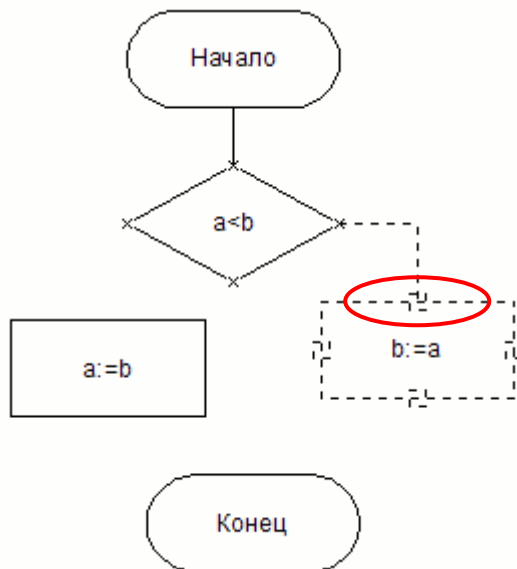 Начало
a<b
a:=b
b:=a
Конец